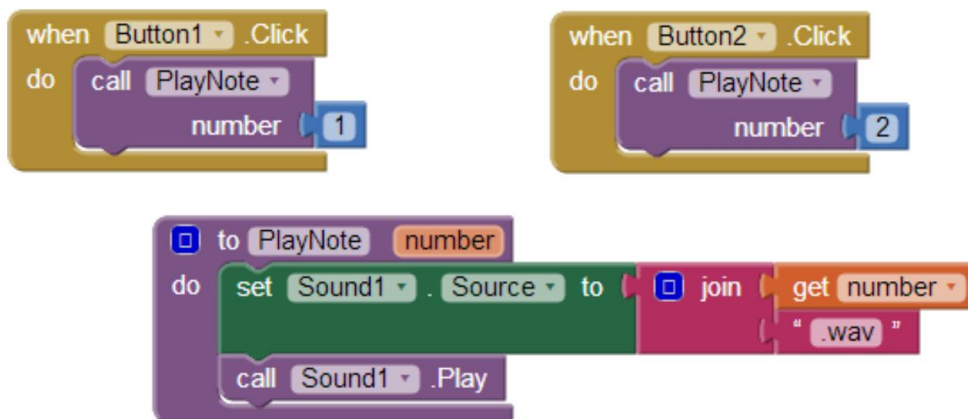 when Button1 .Click
do call PlayNote
number 1
when Button2 .Click
do call PlayNote
number 2
to PlayNote number
do set Sound1 . Source to join get number
“ .wav ”
call Sound1 .Play